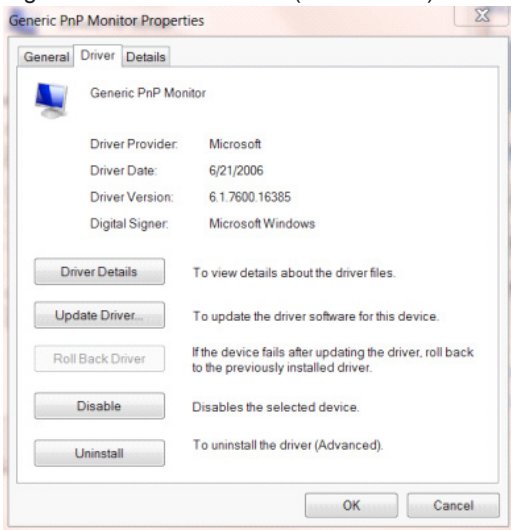 Generic PnP Monitor Properties
General Driver Details
Generic PnP Monitor
Driver Provider: Microsoft
Driver Date: 6/21/2006
Driver Version: 6.1.7600.16385
Digital Signer: Microsoft Windows
Driver Details To view details about the driver files.
Update Driver... To update the driver software for this device.
Roll Back Driver If the device fails after updating the driver, roll back
to the previously installed driver.
Disable Disables the selected device.
Uninstall To uninstall the driver (Advanced).
OK Cancel